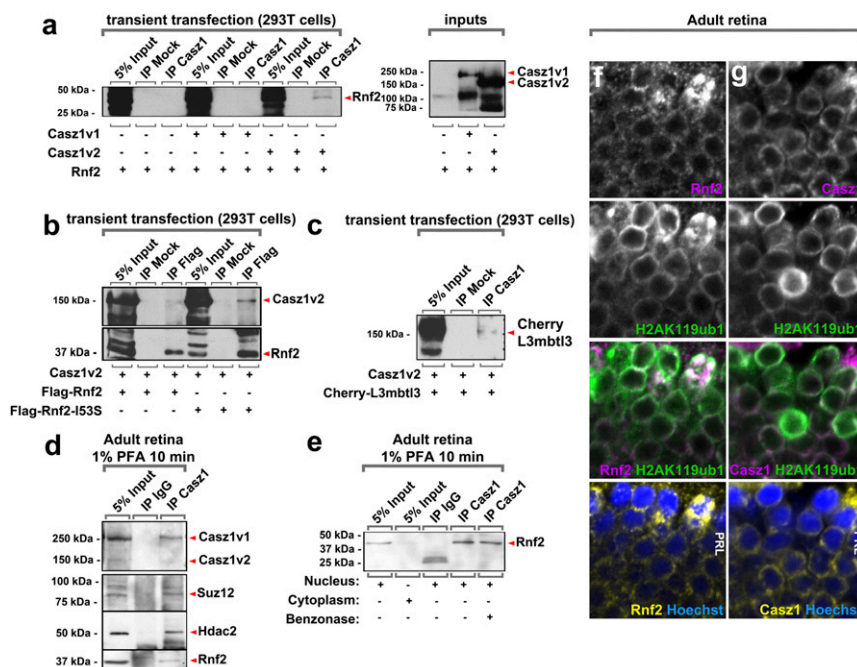 a
transient transfection (293T cells)
5% Input
IP Mock
IP Casz1
5% Input
IP Mock
IP Casz1
5% Input
IP Mock
IP Casz1
50 kDa -
25 kDa -
Rnf2
Casz1v1 - - - + + + - - -
Casz1v2 - - - - - - + + +
Rnf2 + + + + + + + + +
inputs
250 kDa -
150 kDa -
100 kDa -
75 kDa -
Casz1v1
Casz1v2
- + -
- - +
+ + +
b
transient transfection (293T cells)
5% Input
IP Mock
IP Flag
5% Input
IP Mock
IP Flag
150 kDa -
Casz1v2
37 kDa -
Rnf2
Casz1v2 + + + + + +
Flag-Rnf2 + + + - - -
Flag-Rnf2-I53S - - - + + +
c
transient transfection (293T cells)
5% Input
IP Mock
IP Casz1
150 kDa -
Cherry
L3mbtl3
Casz1v2 + + +
Cherry-L3mbtl3 + + +
d
Adult retina
1% PFA 10 min
5% Input
IP IgG
IP Casz1
250 kDa -
150 kDa -
Casz1v1
Casz1v2
100 kDa -
75 kDa -
Suz12
50 kDa -
Hdac2
37 kDa -
Rnf2
e
Adult retina
1% PFA 10 min
5% Input
5% Input
IP IgG
IP Casz1
IP Casz1
50 kDa -
37 kDa -
25 kDa -
Rnf2
Nucleus: + - + + +
Cytoplasm: - + - - -
Benzonase: - - - - +
Adult retina
f
Rnf2
H2AK119ub1
Rnf2 H2AK119ub1
PRL
Rnf2 Hoechst
g
Casz1
H2AK119ub1
Casz1 H2AK119ub1
Casz1 Hoechst